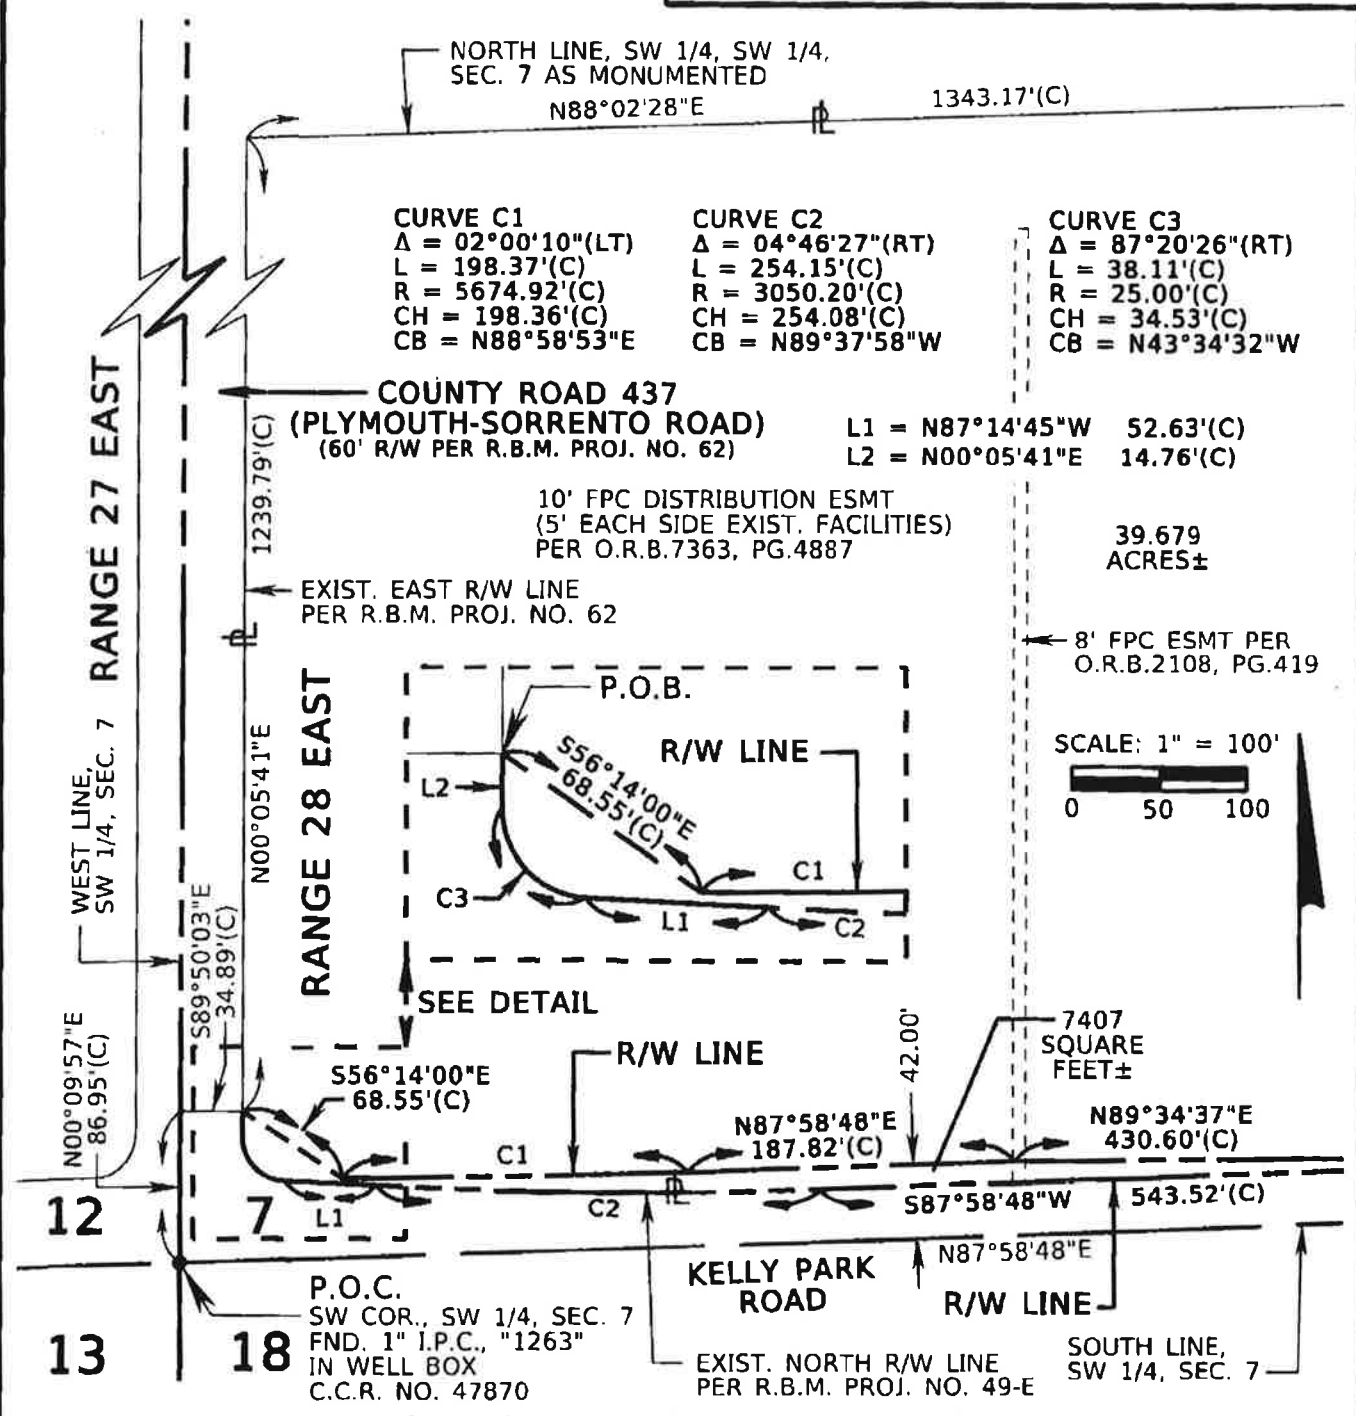 NORTH LINE, SW 1/4, SW 1/4,
SEC. 7 AS MONUMENTED
N88°02'28"E
1343.17'(C)
CURVE C1
Δ = 02°00'10"(LT)
L = 198.37'(C)
R = 5674.92'(C)
CH = 198.36'(C)
CB = N88°58'53"E
CURVE C2
Δ = 04°46'27"(RT)
L = 254.15'(C)
R = 3050.20'(C)
CH = 254.08'(C)
CB = N89°37'58"W
CURVE C3
Δ = 87°20'26"(RT)
L = 38.11'(C)
R = 25.00'(C)
CH = 34.53'(C)
CB = N43°34'32"W
COUNTY ROAD 437
(PLYMOUTH-SORRENTO ROAD)
(60' R/W PER R.B.M. PROJ. NO. 62)
L1 = N87°14'45"W 52.63'(C)
L2 = N00°05'41"E 14.76'(C)
10' FPC DISTRIBUTION ESMT
(5' EACH SIDE EXIST. FACILITIES)
PER O.R.B.7363, PG.4887
39.679
ACRES±
RANGE 27 EAST
1239.79'(C)
EXIST. EAST R/W LINE
PER R.B.M. PROJ. NO. 62
8' FPC ESMT PER
O.R.B.2108, PG.419
RANGE 28 EAST
N00°05'41"E
WEST LINE,
SW 1/4, SEC. 7
P.O.B.
S56°14'00"E
68.55'(C)
R/W LINE
L2
C1
C3
L1
C2
SCALE: 1" = 100'
0 50 100
SEE DETAIL
S89°50'03"E
34.89'(C)
N00°09'57"E
86.95'(C)
S56°14'00"E
68.55'(C)
R/W LINE
42.00'
7407
SQUARE
FEET±
N87°58'48"E
187.82'(C)
N89°34'37"E
430.60'(C)
C1
PL
L1
C2
S87°58'48"W
543.52'(C)
12
7
N87°58'48"E
KELLY PARK
ROAD
R/W LINE
P.O.C.
SW COR., SW 1/4, SEC. 7
FND. 1" I.P.C., "1263"
IN WELL BOX
C.C.R. NO. 47870
13
18
EXIST. NORTH R/W LINE
PER R.B.M. PROJ. NO. 49-E
SOUTH LINE,
SW 1/4, SEC. 7